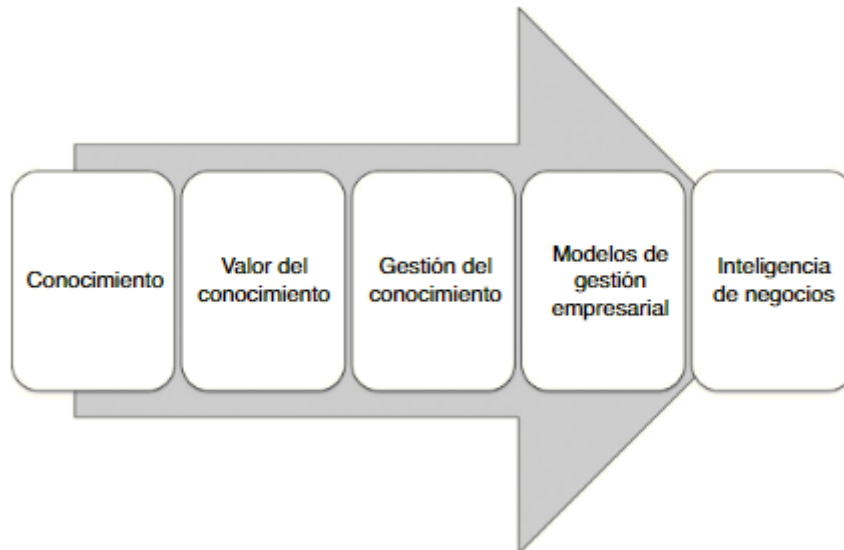 Conocimiento
Valor del
conocimiento
Gestión del
conocimiento
Modelos de
gestión
empresarial
Inteligencia
de negocios